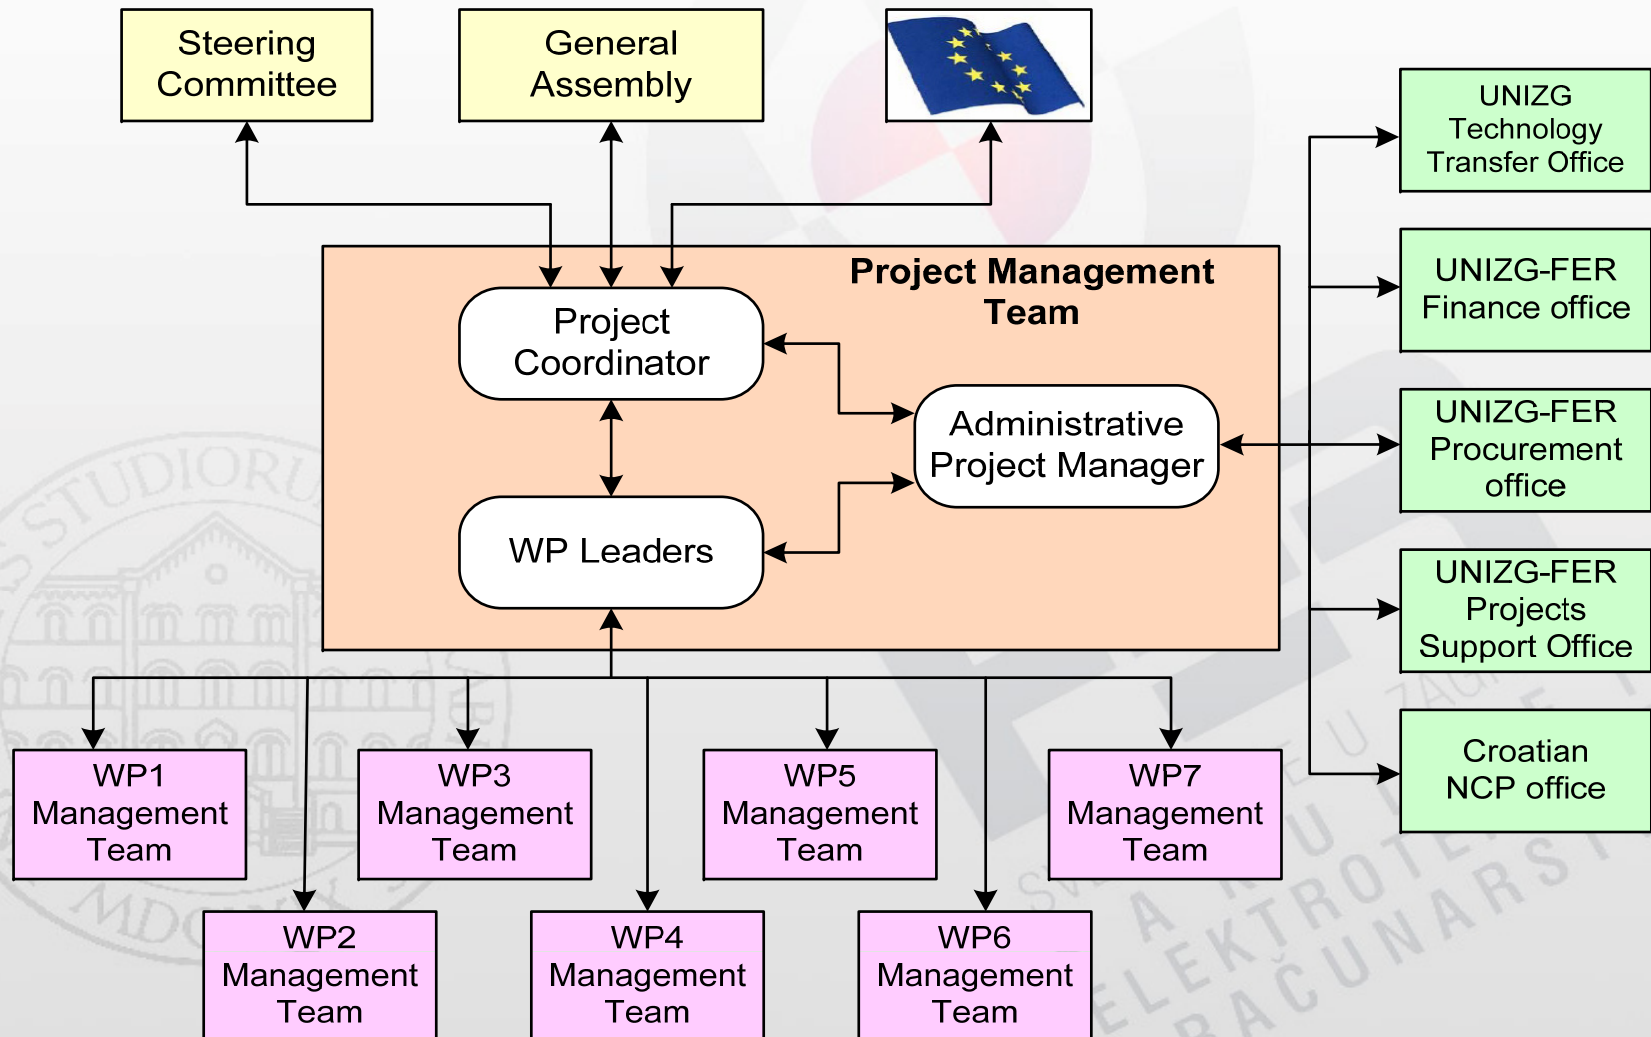 Steering
Committee
General
Assembly
UNIZG
Technology
Transfer Office
Project Management
Team
UNIZG-FER
Finance office
Project
Coordinator
Administrative
Project Manager
UNIZG-FER
Procurement
office
WP Leaders
UNIZG-FER
Projects
Support Office
Croatian
NCP office
WP1
Management
Team
WP3
Management
Team
WP5
Management
Team
WP7
Management
Team
WP2
Management
Team
WP4
Management
Team
WP6
Management
Team